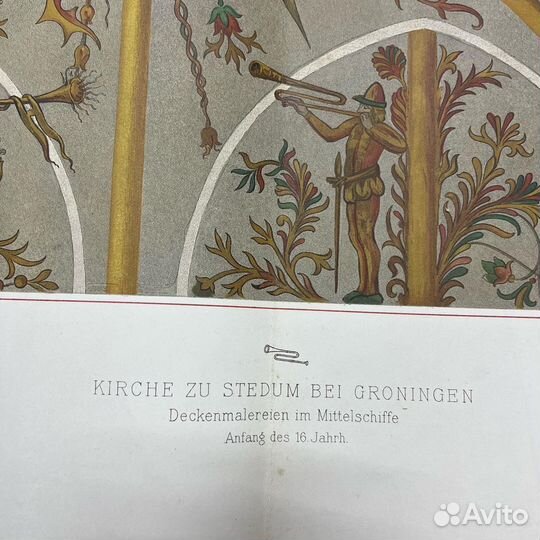 KIRCHE ZU STEDUM BEI GRONINGEN
Deckenmalereien im Mittelschiffe
Anfang des 16. Jahrh.
Avito